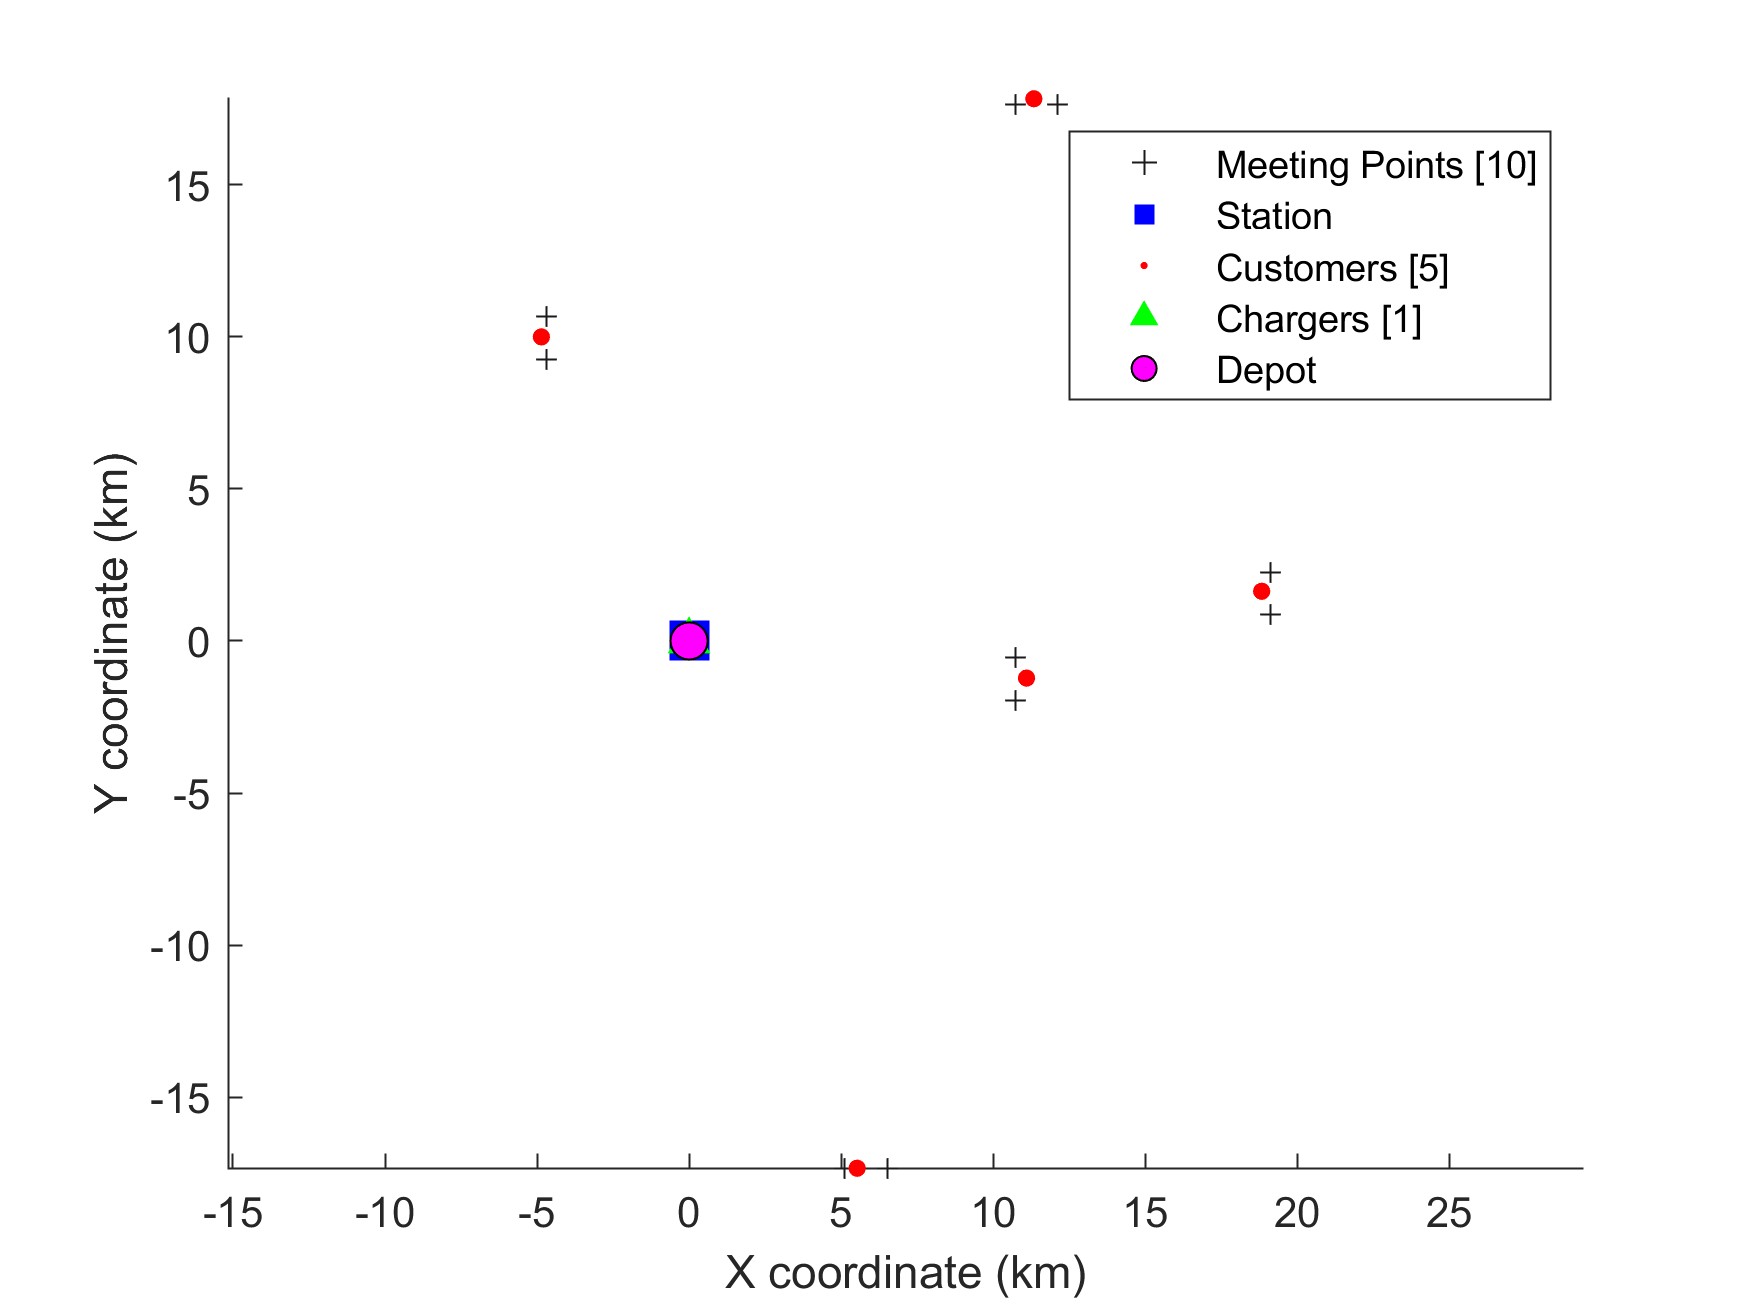 15
10
5
0
-5
-10
-15
Y coordinate (km)
Meeting Points [10]
Station
Customers [5]
Chargers [1]
Depot
-15 -10 -5 0 5 10 15 20 25
X coordinate (km)